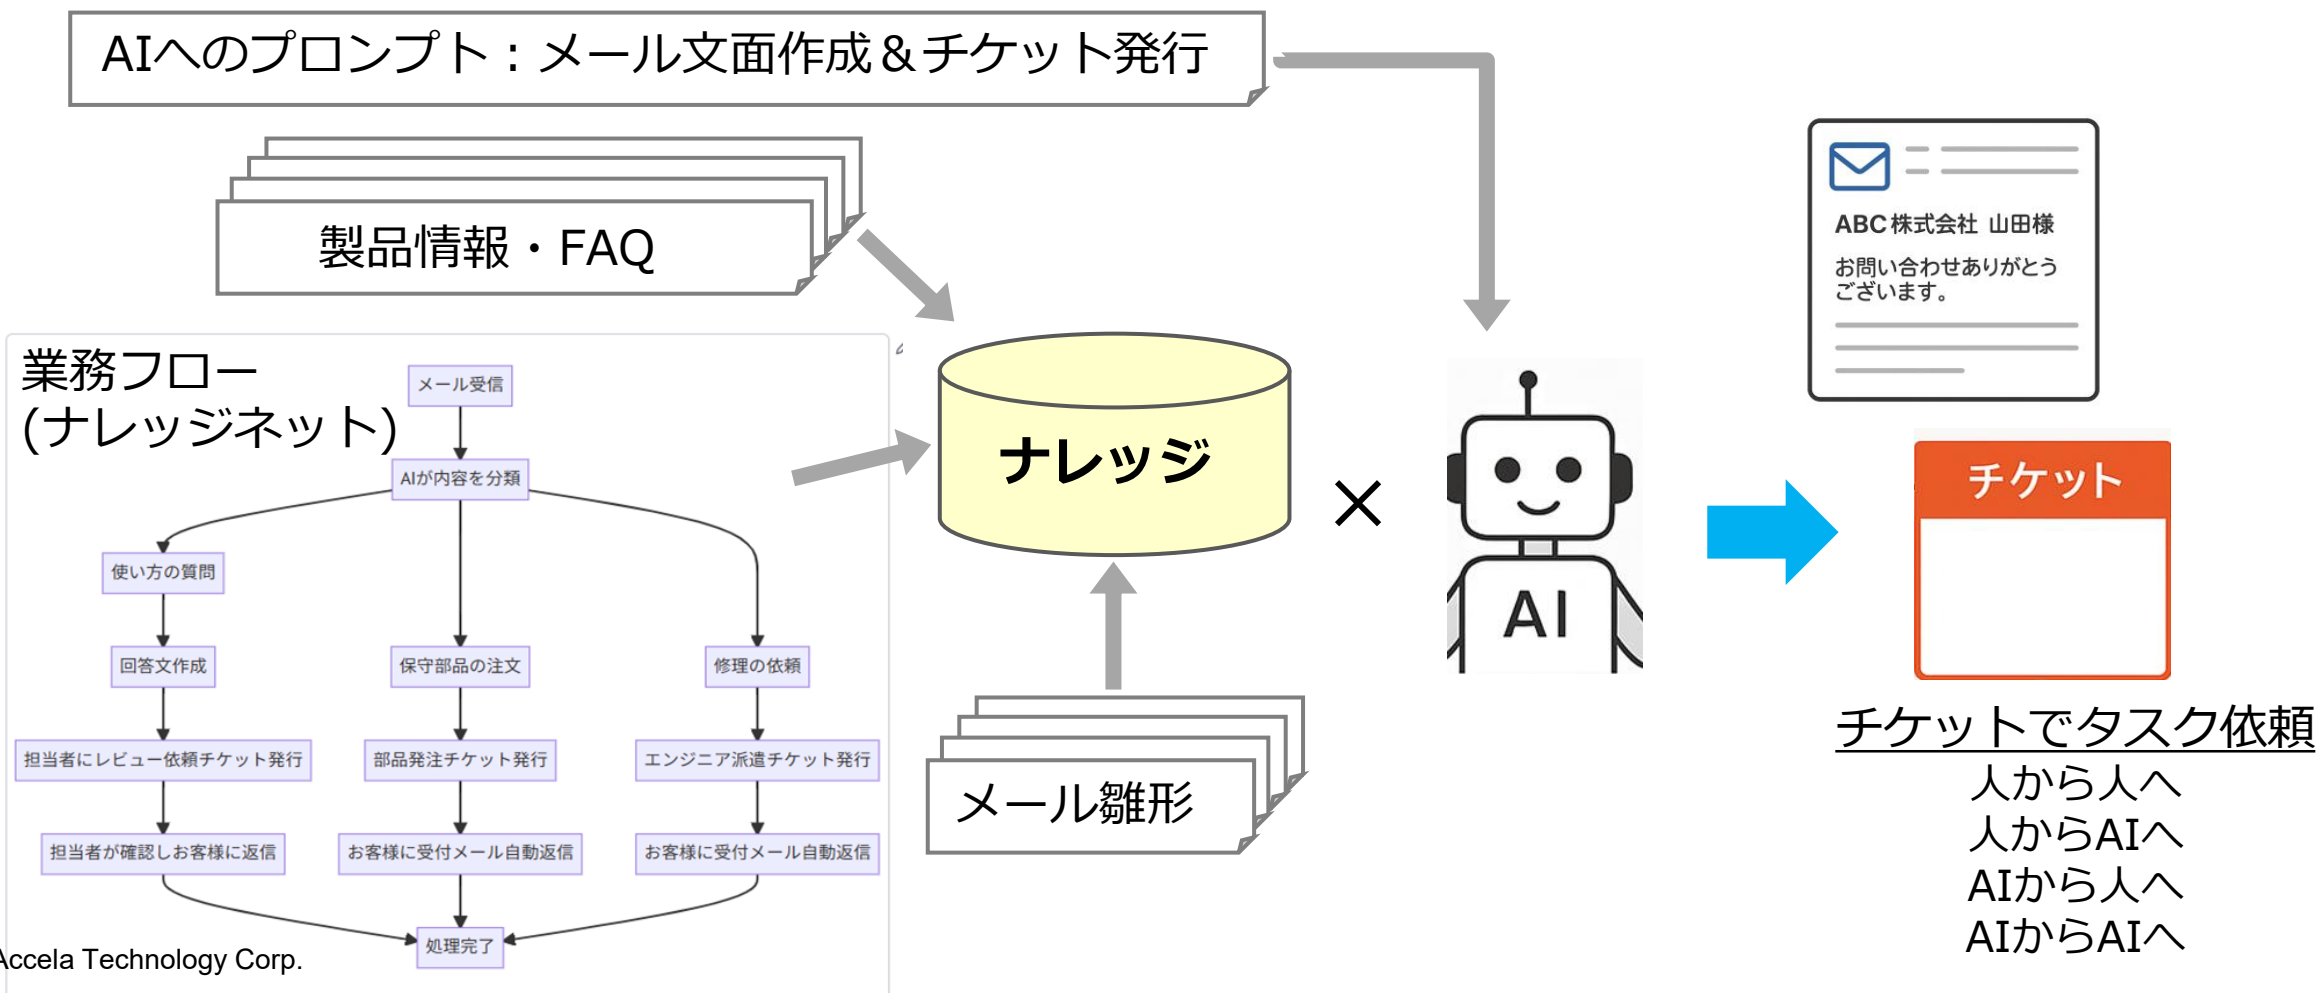 AIへのプロンプト：メール文面作成＆チケット発行
製品情報・FAQ
業務フロー
(ナレッジネット)
メール受信
AIが内容を分類
使い方の質問
回答文作成
保守部品の注文
修理の依頼
担当者にレビュー依頼チケット発行
部品発注チケット発行
エンジニア派遣チケット発行
担当者が確認しお客様に返信
お客様に受付メール自動返信
お客様に受付メール自動返信
処理完了
Accela Technology Corp.
ナレッジ
メール雛形
×
AI
ABC株式会社 山田様
お問い合わせありがとう
ございます。
チケット
チケットでタスク依頼
人から人へ
人からAIへ
AIから人へ
AIからAIへ